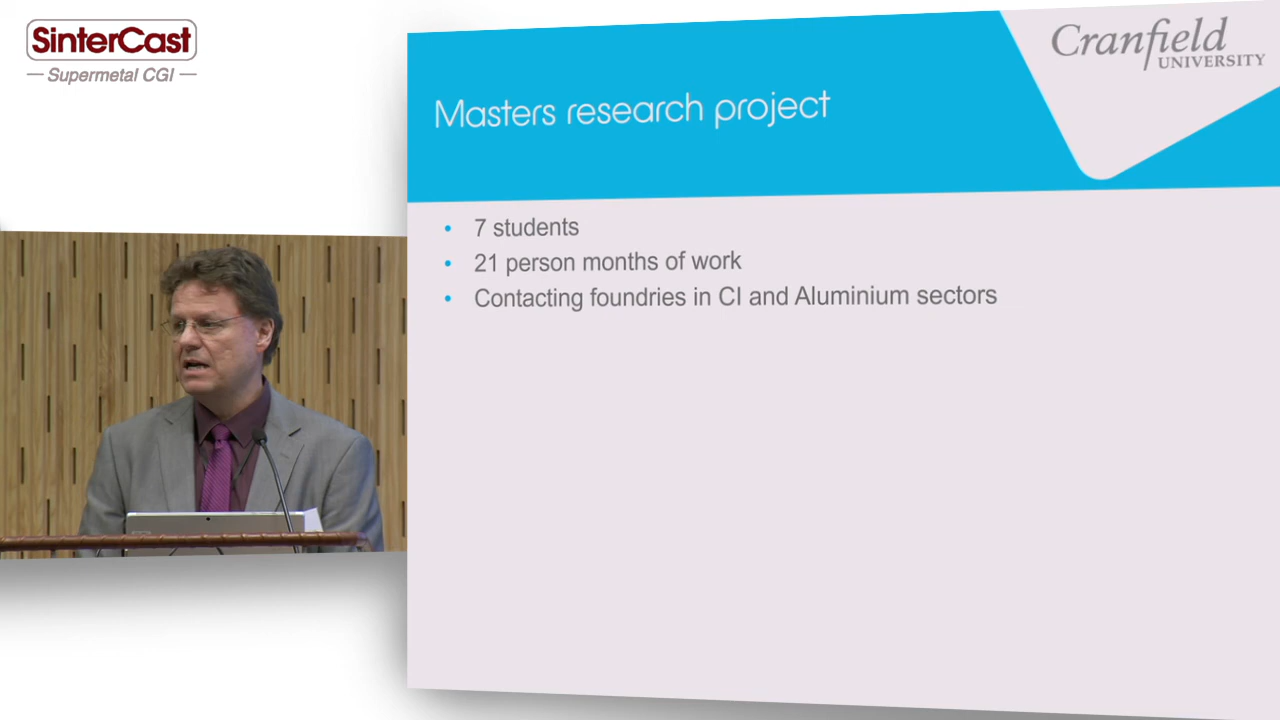 SinterCast
Supermetal CGI
Cranfield
UNIVERSITY
Masters research project
• 7 students
• 21 person months of work
• Contacting foundries in CI and Aluminium sectors